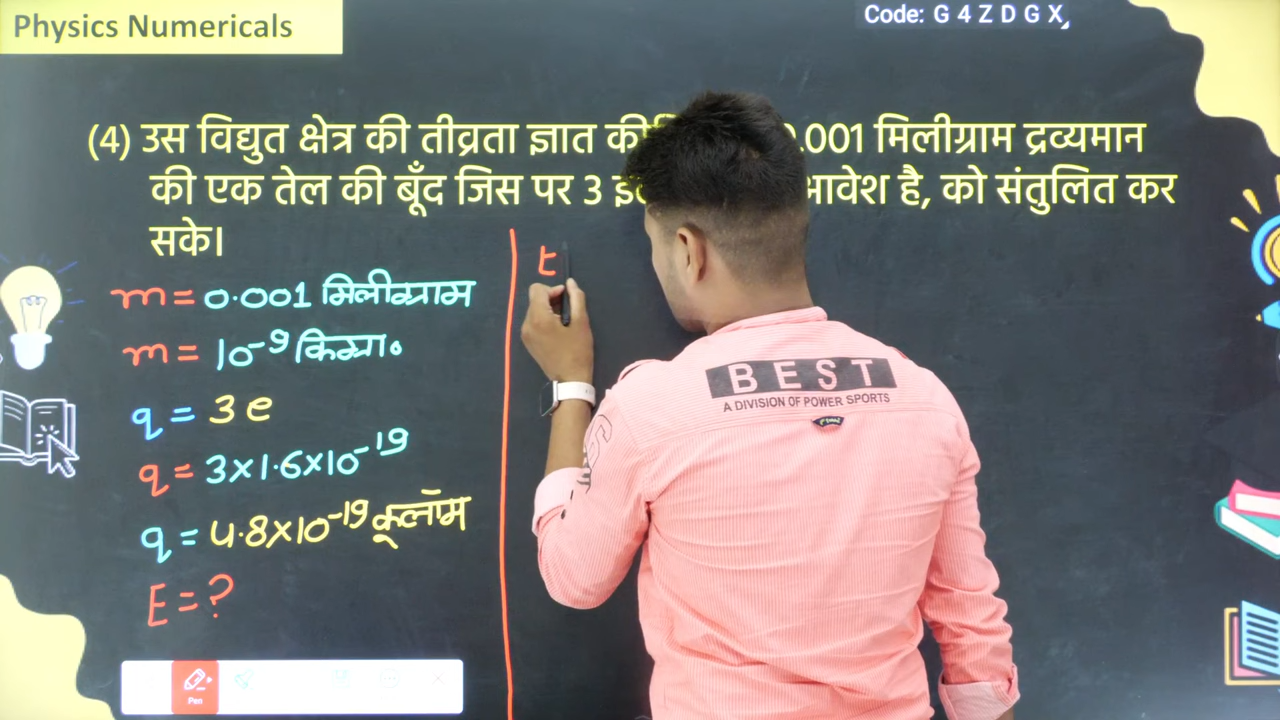 Physics Numericals
Code: G 4 Z D G X
(4) उस विद्युत क्षेत्र की तीव्रता ज्ञात .001 मिलीग्राम द्रव्यमान
की एक तेल की बूँद जिस पर 3 आवेश है, को संतुलित कर
सके।
m = 0.001 मिलीग्राम
m = 10⁻⁹ किग्रा०
q = 3e
q = 3×1.6×10⁻¹⁹
q = 4.8×10⁻¹⁹ कूलॉम
E = ?
Pen
BEST
A DIVISION OF POWER SPORTS